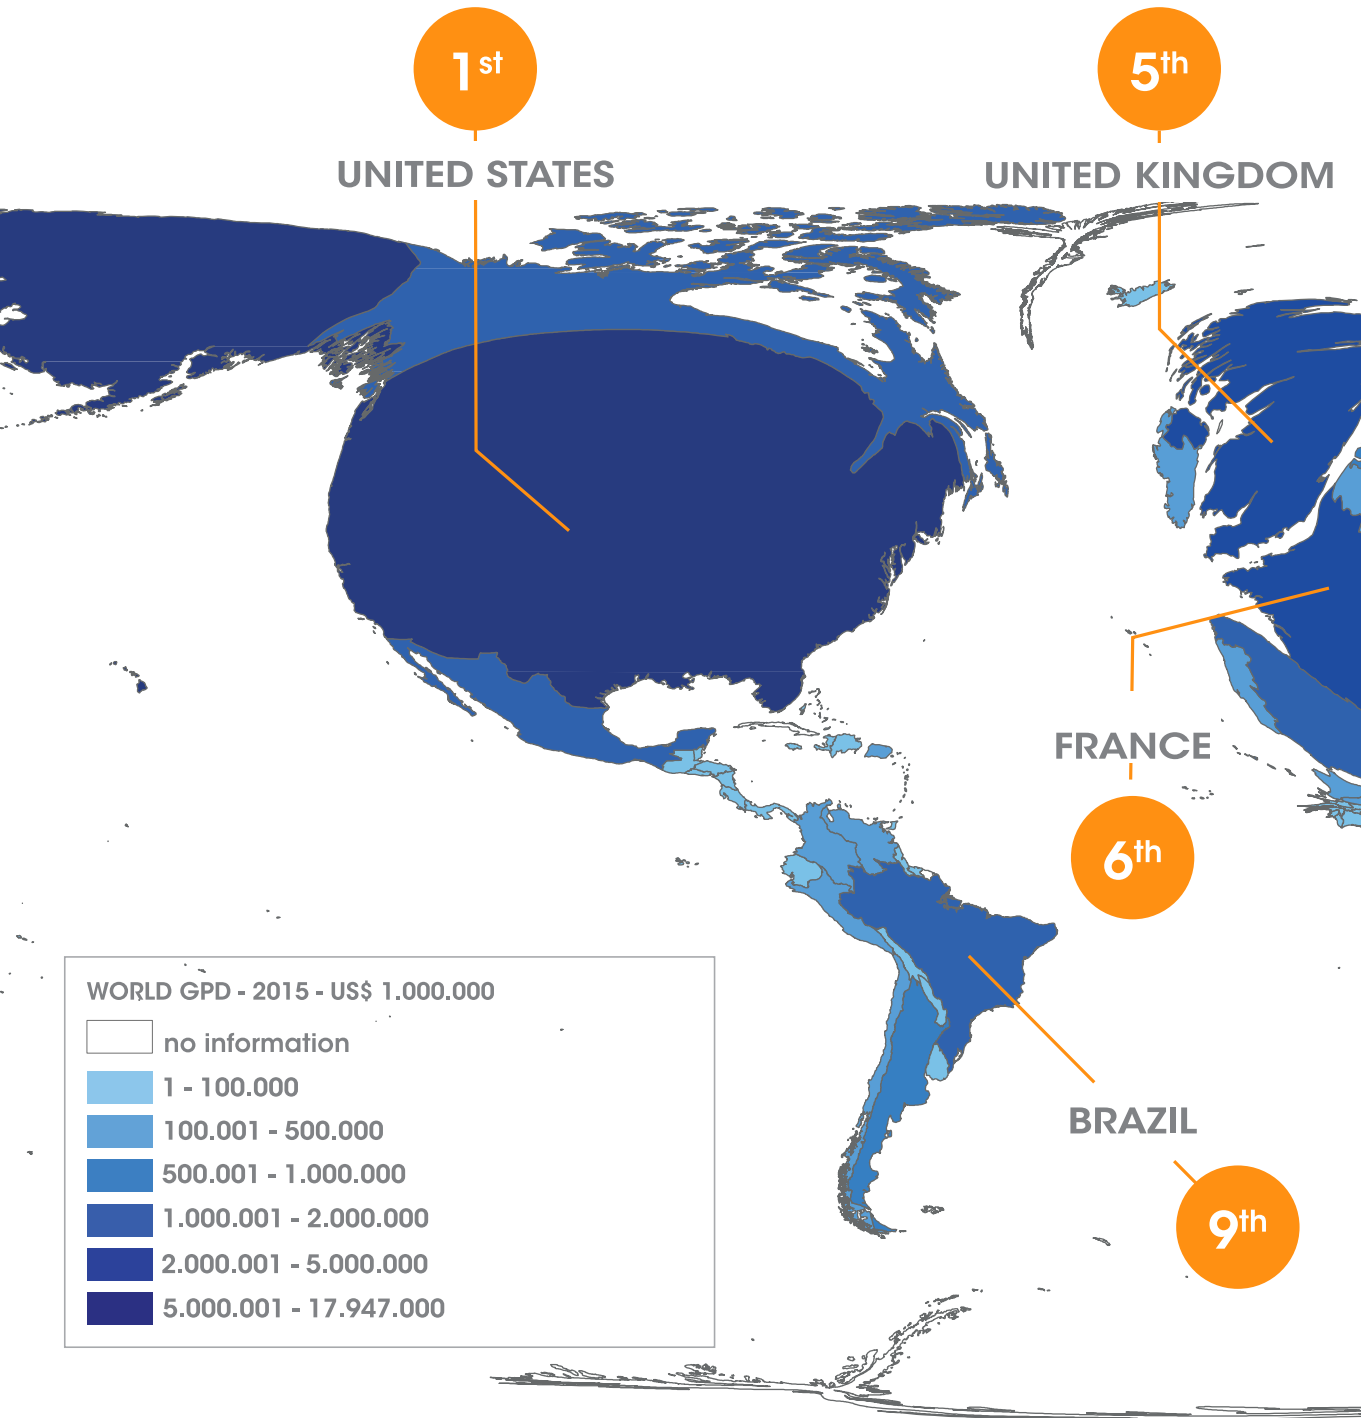 1st
5th
UNITED STATES
UNITED KINGDOM
FRANCE
6th
WORLD GPD - 2015 - US$ 1.000.000
no information
1 - 100.000
100.001 - 500.000
500.001 - 1.000.000
1.000.001 - 2.000.000
2.000.001 - 5.000.000
5.000.001 - 17.947.000
BRAZIL
9th